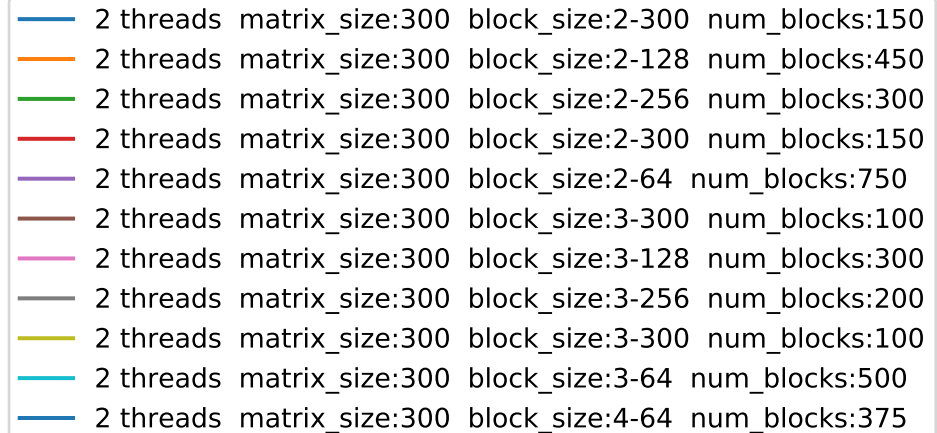 2 threads  matrix_size:300  block_size:2-300  num_blocks:150
2 threads  matrix_size:300  block_size:2-128  num_blocks:450
2 threads  matrix_size:300  block_size:2-256  num_blocks:300
2 threads  matrix_size:300  block_size:2-300  num_blocks:150
2 threads  matrix_size:300  block_size:2-64  num_blocks:750
2 threads  matrix_size:300  block_size:3-300  num_blocks:100
2 threads  matrix_size:300  block_size:3-128  num_blocks:300
2 threads  matrix_size:300  block_size:3-256  num_blocks:200
2 threads  matrix_size:300  block_size:3-300  num_blocks:100
2 threads  matrix_size:300  block_size:3-64  num_blocks:500
2 threads  matrix_size:300  block_size:4-64  num_blocks:375